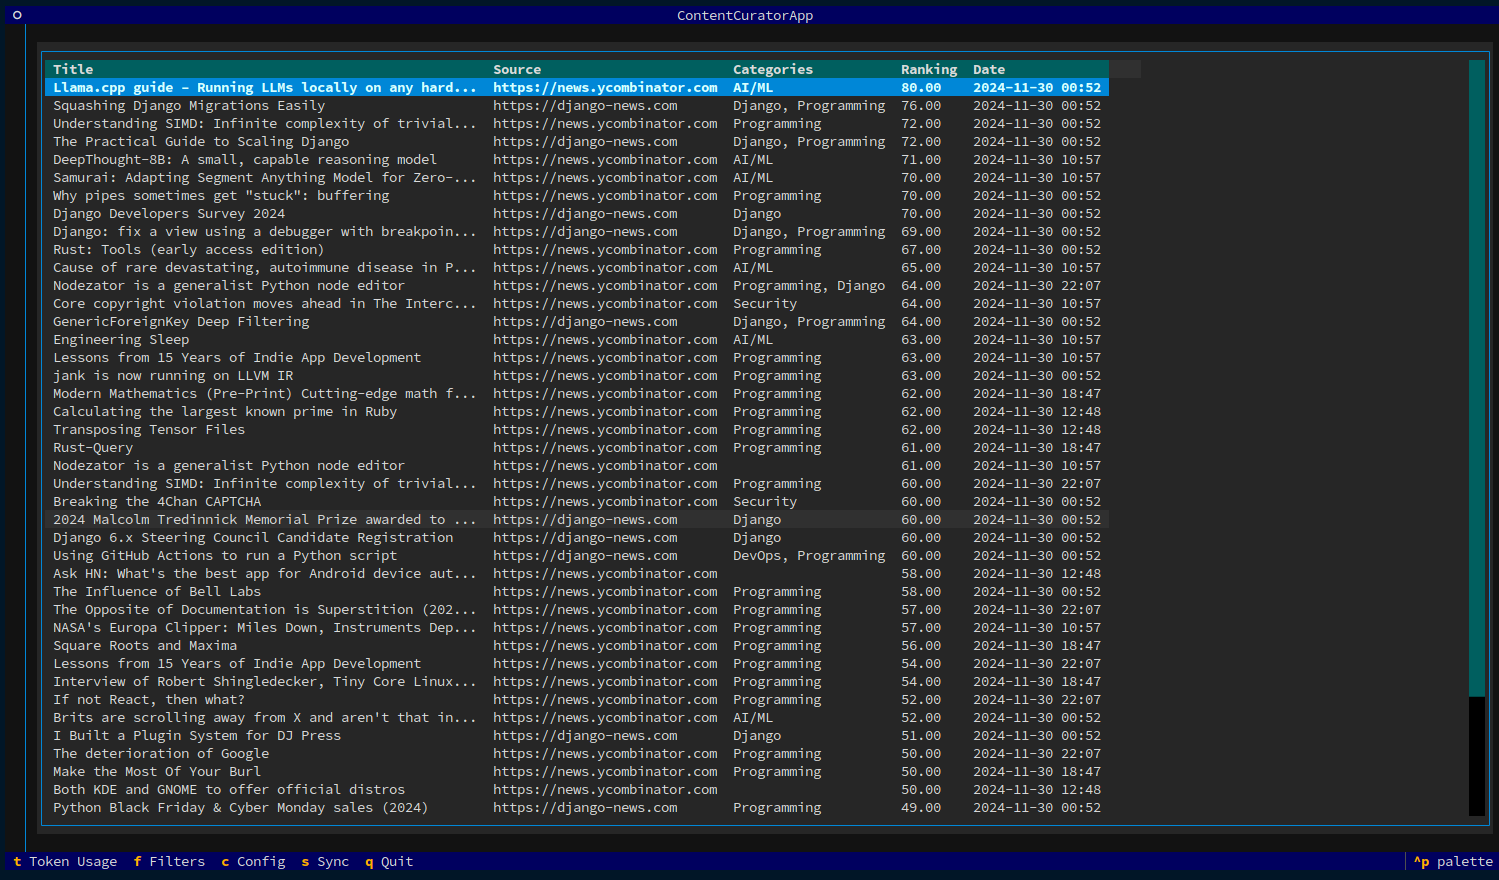 ContentCuratorApp
Title Source Categories Ranking Date
Llama.cpp guide – Running LLMs locally on any hard... https://news.ycombinator.com AI/ML 80.00 2024-11-30 00:52
Squashing Django Migrations Easily https://django-news.com Django, Programming 76.00 2024-11-30 00:52
Understanding SIMD: Infinite complexity of trivial... https://news.ycombinator.com Programming 72.00 2024-11-30 00:52
The Practical Guide to Scaling Django https://django-news.com Django, Programming 72.00 2024-11-30 00:52
DeepThought-8B: A small, capable reasoning model https://news.ycombinator.com AI/ML 71.00 2024-11-30 10:57
Samurai: Adapting Segment Anything Model for Zero-... https://news.ycombinator.com AI/ML 70.00 2024-11-30 10:57
Why pipes sometimes get "stuck": buffering https://news.ycombinator.com Programming 70.00 2024-11-30 00:52
Django Developers Survey 2024 https://django-news.com Django 70.00 2024-11-30 00:52
Django: fix a view using a debugger with breakpoin... https://django-news.com Django, Programming 69.00 2024-11-30 00:52
Rust: Tools (early access edition) https://news.ycombinator.com Programming 67.00 2024-11-30 00:52
Cause of rare devastating, autoimmune disease in P... https://news.ycombinator.com AI/ML 65.00 2024-11-30 10:57
Nodezator is a generalist Python node editor https://news.ycombinator.com Programming, Django 64.00 2024-11-30 22:07
Core copyright violation moves ahead in The Interc... https://news.ycombinator.com Security 64.00 2024-11-30 10:57
GenericForeignKey Deep Filtering https://django-news.com Django, Programming 64.00 2024-11-30 00:52
Engineering Sleep https://news.ycombinator.com AI/ML 63.00 2024-11-30 10:57
Lessons from 15 Years of Indie App Development https://news.ycombinator.com Programming 63.00 2024-11-30 10:57
jank is now running on LLVM IR https://news.ycombinator.com Programming 63.00 2024-11-30 00:52
Modern Mathematics (Pre-Print) Cutting-edge math f... https://news.ycombinator.com Programming 62.00 2024-11-30 18:47
Calculating the largest known prime in Ruby https://news.ycombinator.com Programming 62.00 2024-11-30 12:48
Transposing Tensor Files https://news.ycombinator.com Programming 62.00 2024-11-30 12:48
Rust-Query https://news.ycombinator.com Programming 61.00 2024-11-30 18:47
Nodezator is a generalist Python node editor https://news.ycombinator.com 61.00 2024-11-30 10:57
Understanding SIMD: Infinite complexity of trivial... https://news.ycombinator.com Programming 60.00 2024-11-30 22:07
Breaking the 4Chan CAPTCHA https://news.ycombinator.com Security 60.00 2024-11-30 00:52
2024 Malcolm Tredinnick Memorial Prize awarded to ... https://django-news.com Django 60.00 2024-11-30 00:52
Django 6.x Steering Council Candidate Registration https://django-news.com Django 60.00 2024-11-30 00:52
Using GitHub Actions to run a Python script https://django-news.com DevOps, Programming 60.00 2024-11-30 00:52
Ask HN: What's the best app for Android device aut... https://news.ycombinator.com 58.00 2024-11-30 12:48
The Influence of Bell Labs https://news.ycombinator.com Programming 58.00 2024-11-30 00:52
The Opposite of Documentation is Superstition (202... https://news.ycombinator.com Programming 57.00 2024-11-30 22:07
NASA's Europa Clipper: Miles Down, Instruments Dep... https://news.ycombinator.com Programming 57.00 2024-11-30 10:57
Square Roots and Maxima https://news.ycombinator.com Programming 56.00 2024-11-30 18:47
Lessons from 15 Years of Indie App Development https://news.ycombinator.com Programming 54.00 2024-11-30 22:07
Interview of Robert Shingledecker, Tiny Core Linux... https://news.ycombinator.com Programming 54.00 2024-11-30 18:47
If not React, then what? https://news.ycombinator.com Programming 52.00 2024-11-30 22:07
Brits are scrolling away from X and aren't that in... https://news.ycombinator.com AI/ML 52.00 2024-11-30 00:52
I Built a Plugin System for DJ Press https://django-news.com Django 51.00 2024-11-30 00:52
The deterioration of Google https://news.ycombinator.com Programming 50.00 2024-11-30 22:07
Make the Most Of Your Burl https://news.ycombinator.com Programming 50.00 2024-11-30 18:47
Both KDE and GNOME to offer official distros https://news.ycombinator.com 50.00 2024-11-30 12:48
Python Black Friday & Cyber Monday sales (2024) https://django-news.com Programming 49.00 2024-11-30 00:52
t Token Usage f Filters c Config s Sync q Quit ^p palette